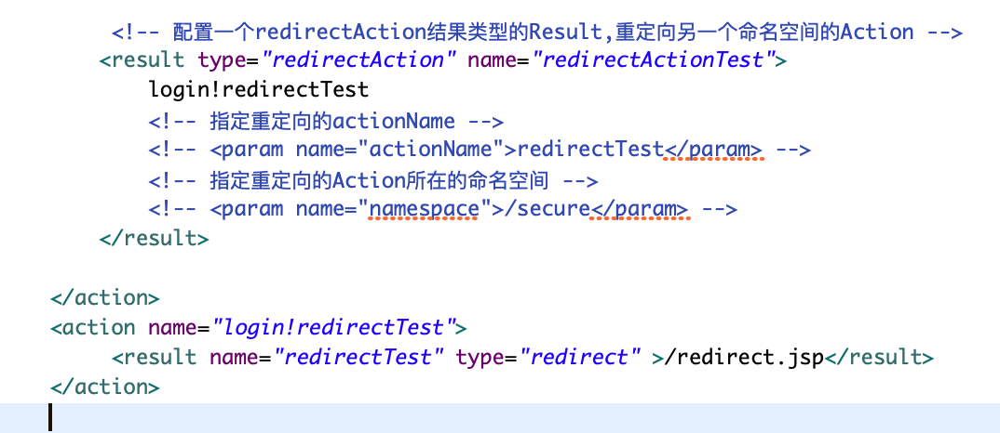 <!-- 配置一个redirectAction结果类型的Result,重定向另一个命名空间的Action -->
<result type="redirectAction" name="redirectActionTest">
login!redirectTest
<!-- 指定重定向的actionName -->
<!-- <param name="actionName">redirectTest</param> -->
<!-- 指定重定向的Action所在的命名空间 -->
<!-- <param name="namespace">/secure</param> -->
</result>
</action>
<action name="login!redirectTest">
<result name="redirectTest" type="redirect" >/redirect.jsp</result>
</action>